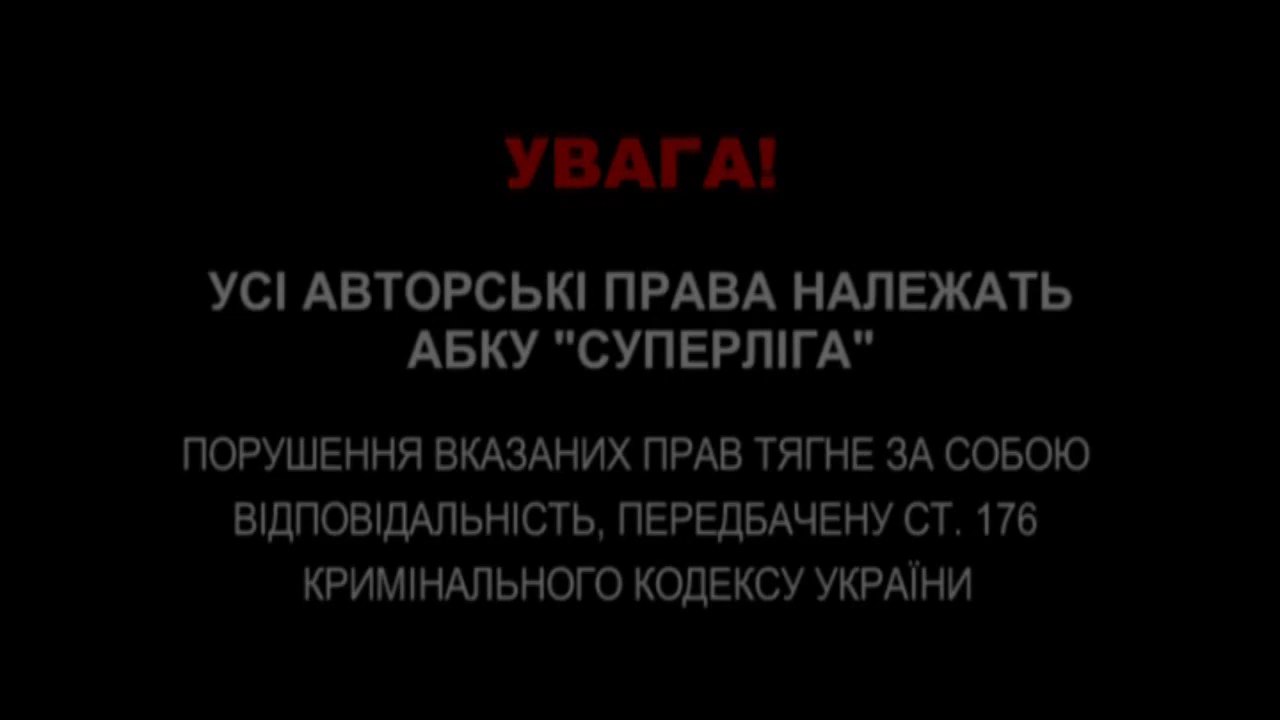 УВАГА!
УСІ АВТОРСЬКІ ПРАВА НАЛЕЖАТЬ
АБКУ "СУПЕРЛІГА"
ПОРУШЕННЯ ВКАЗАНИХ ПРАВ ТЯГНЕ ЗА СОБОЮ
ВІДПОВІДАЛЬНІСТЬ, ПЕРЕДБАЧЕНУ СТ. 176
КРИМІНАЛЬНОГО КОДЕКСУ УКРАЇНИ